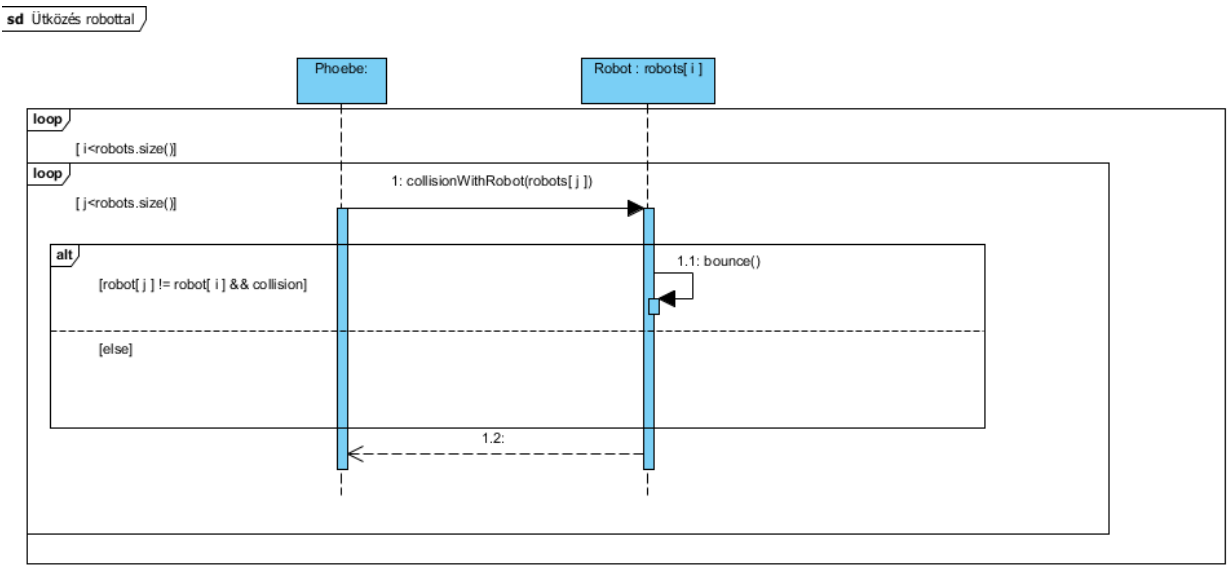 sd Ütközés robottal
Phoebe:
Robot : robots[ i ]
loop
[ i<robots.size()]
loop
1: collisionWithRobot(robots[ j ])
[ j<robots.size()]
alt
1.1: bounce()
[robot[ j ] != robot[ i ] && collision]
[else]
1.2: